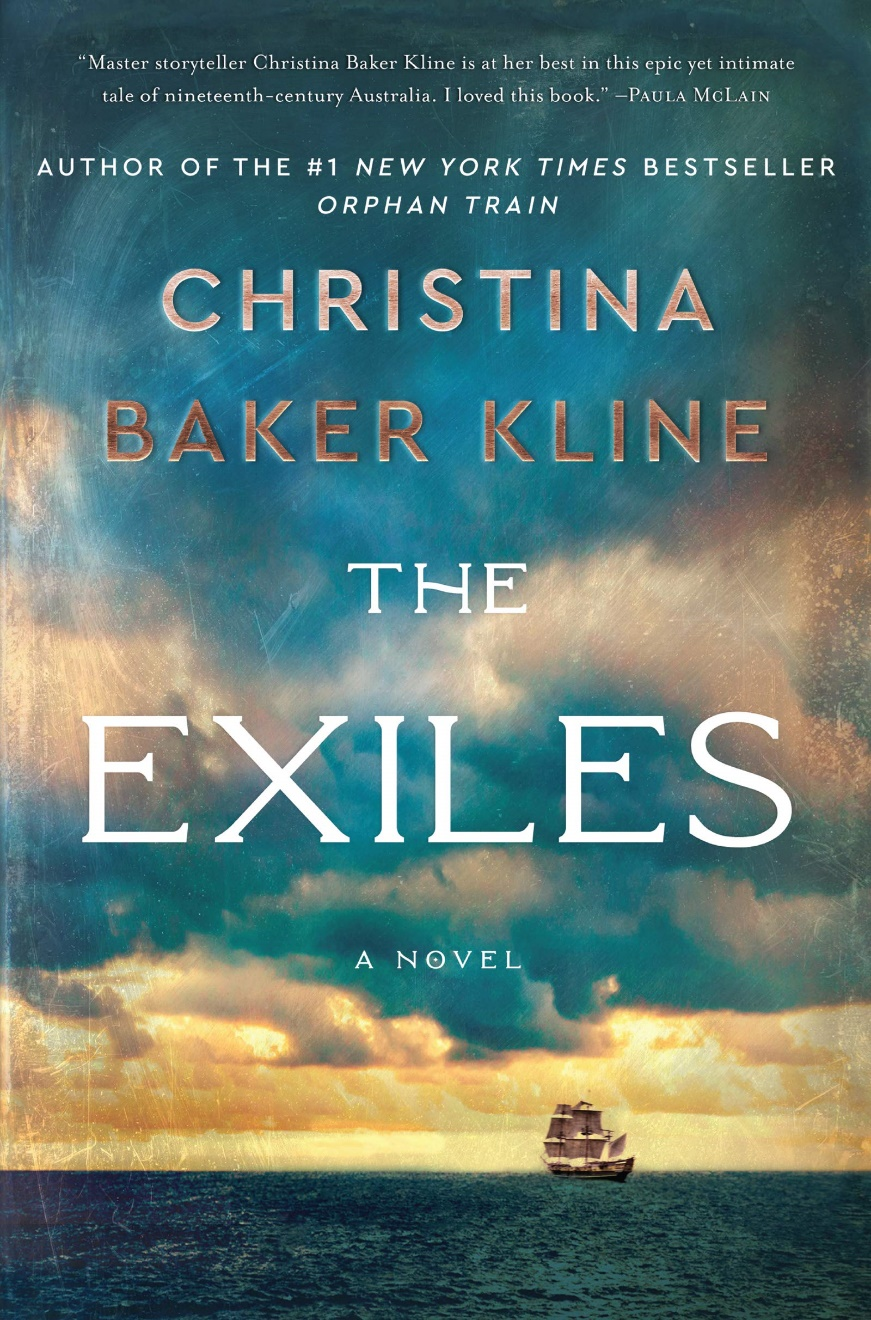 “Master storyteller Christina Baker Kline is at her best in this epic yet intimate
tale of nineteenth-century Australia. I loved this book.” —Paula McLain
AUTHOR OF THE #1 NEW YORK TIMES BESTSELLER
ORPHAN TRAIN
CHRISTINA
BAKER KLINE
THE
EXILES
A NOVEL